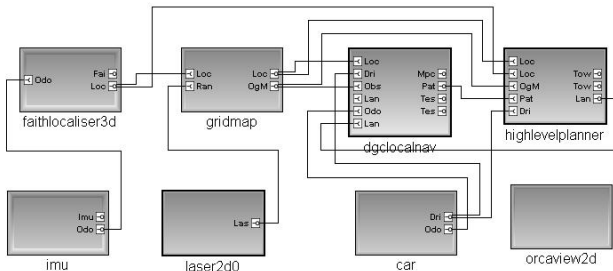 Odo
Fai
Loc
faithlocaliser3d
Loc
Ran
Loc
OgM
gridmap
Loc
Dri
Obs
Lan
Odo
Lan
Mpc
Pat
Tes
Tes
dgclocalnav
Loc
Loc
OgM
Pat
Dri
Tow
Tow
Lan
highlevelplanner
Imu
Odo
imu
Las
laser2d0
Dri
Odo
car
orcaview2d